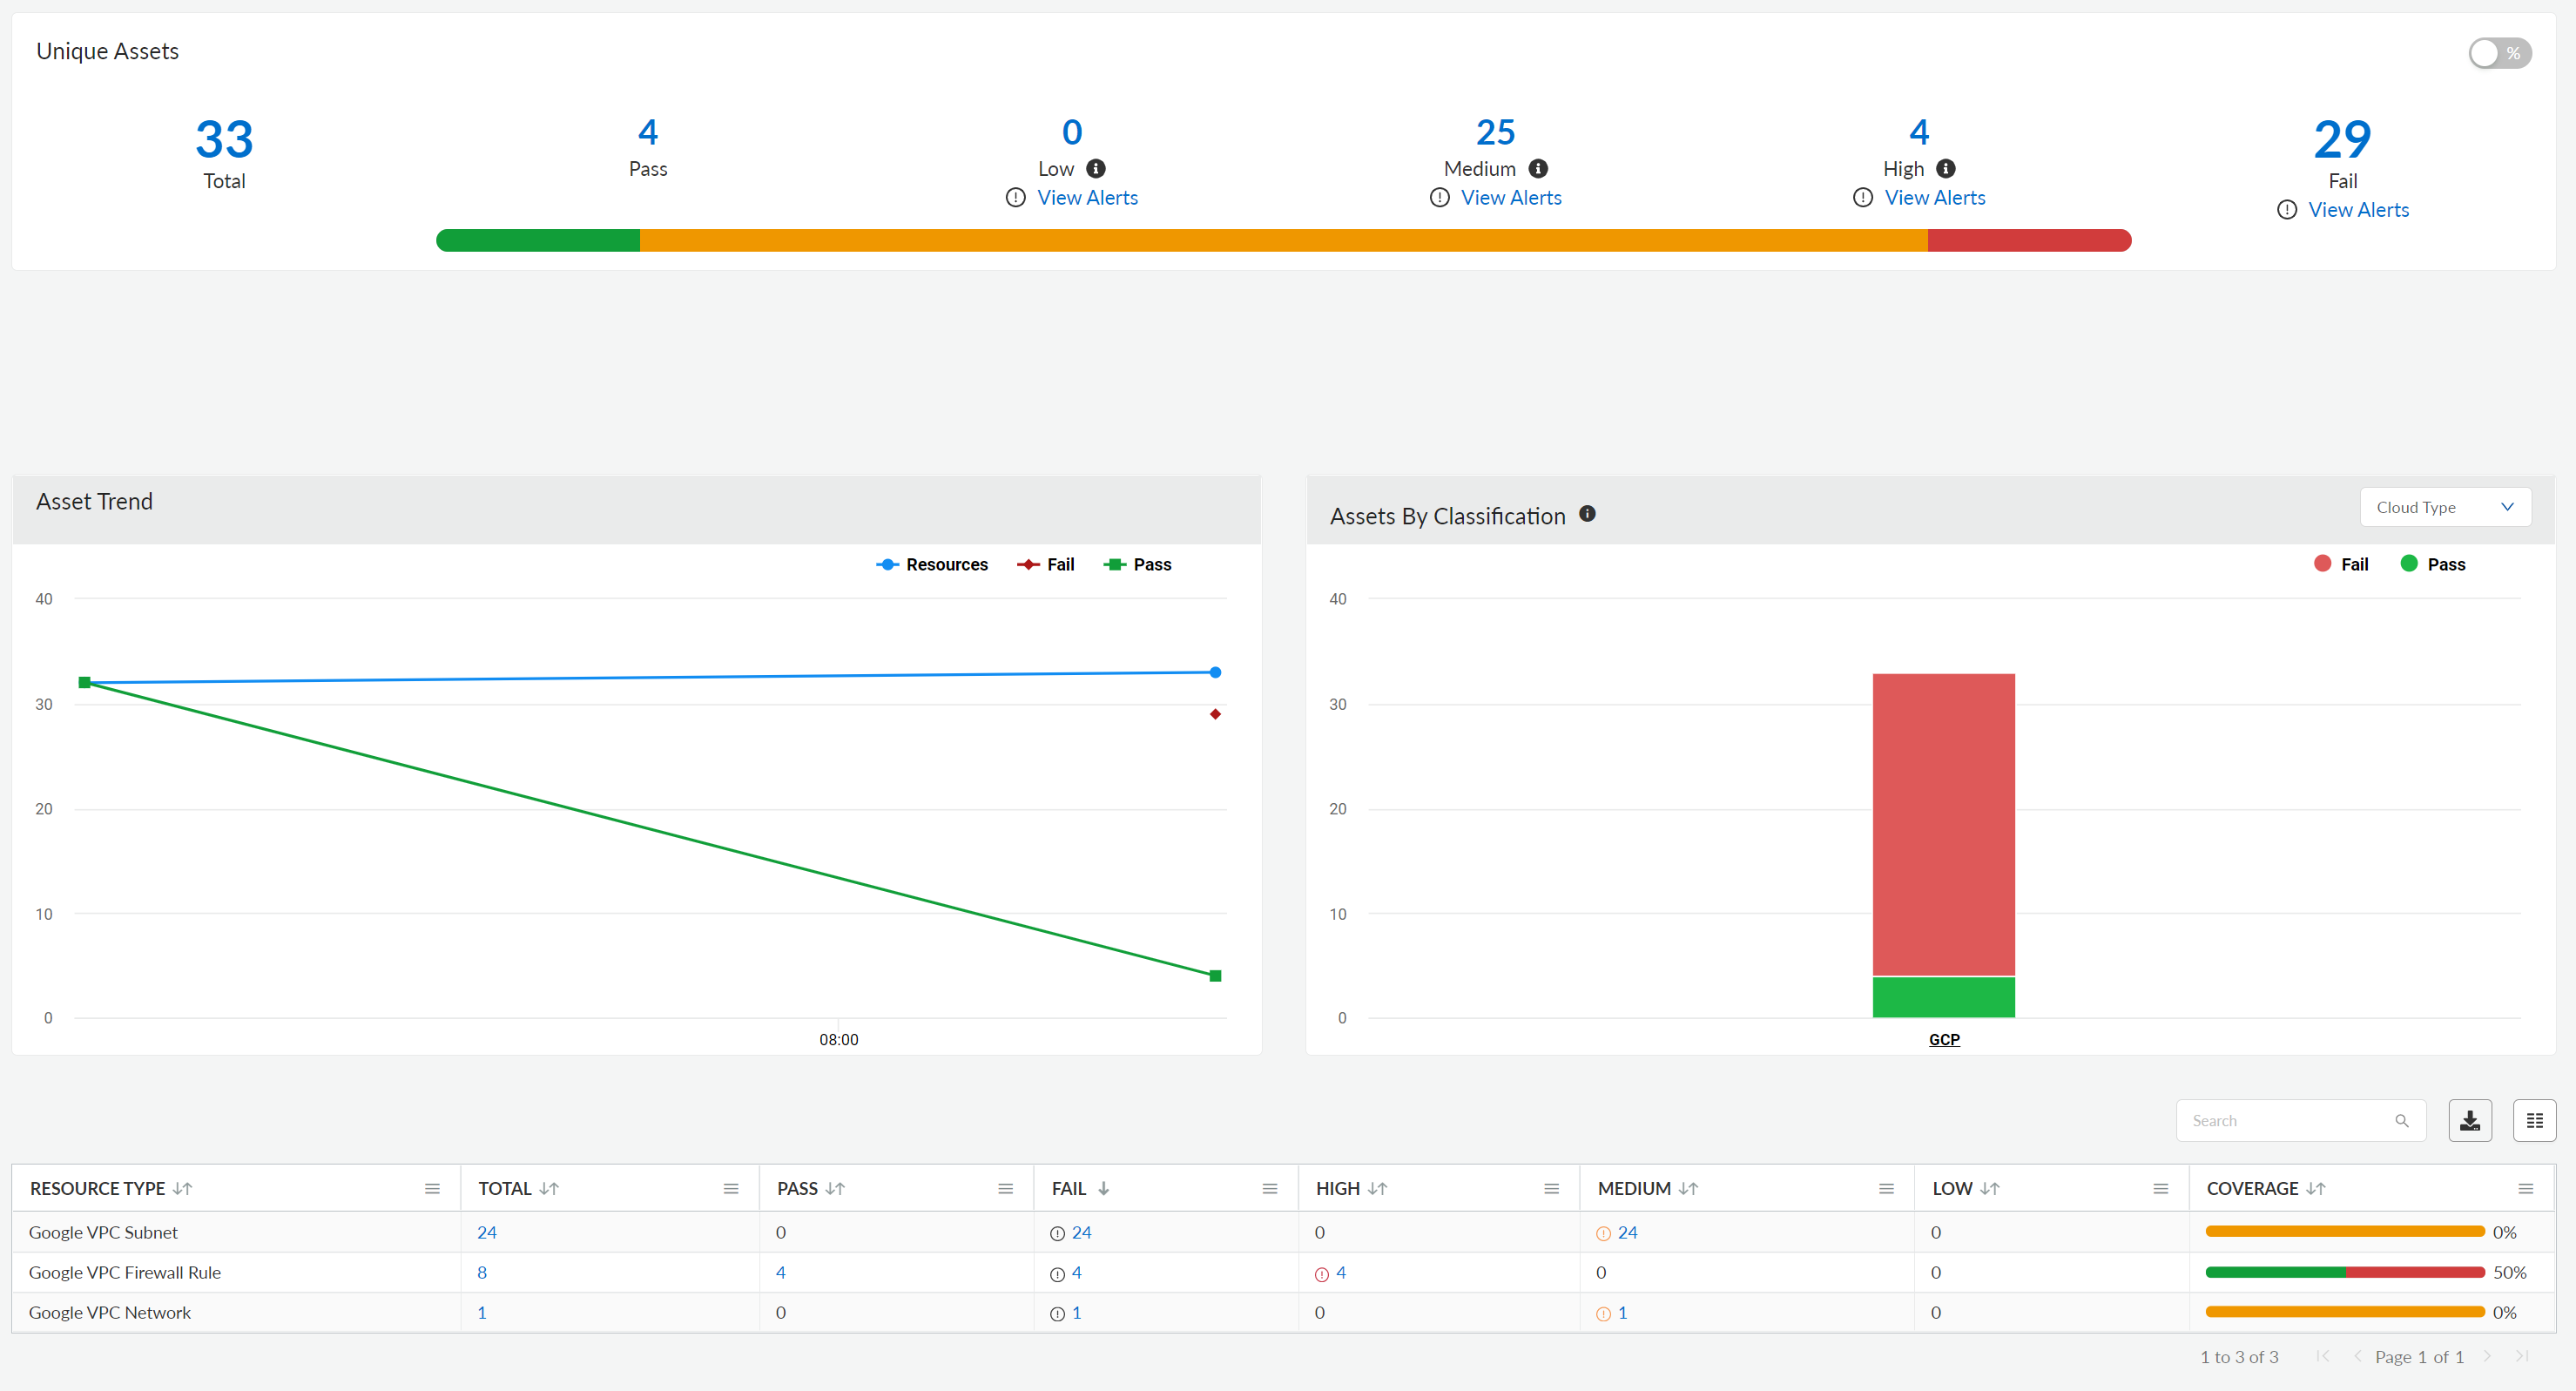 Unique Assets
%
33
Total
4
Pass
0
Low
View Alerts
25
Medium
View Alerts
4
High
View Alerts
29
Fail
View Alerts
Asset Trend
Resources Fail Pass
40
30
20
10
0
08:00
Assets By Classification
Cloud Type
Fail Pass
40
30
20
10
0
GCP
Search
RESOURCE TYPE TOTAL PASS FAIL HIGH MEDIUM LOW COVERAGE
Google VPC Subnet 24 0 24 0 24 0 0%
Google VPC Firewall Rule 8 4 4 4 0 0 50%
Google VPC Network 1 0 1 0 1 0 0%
1 to 3 of 3 Page 1 of 1